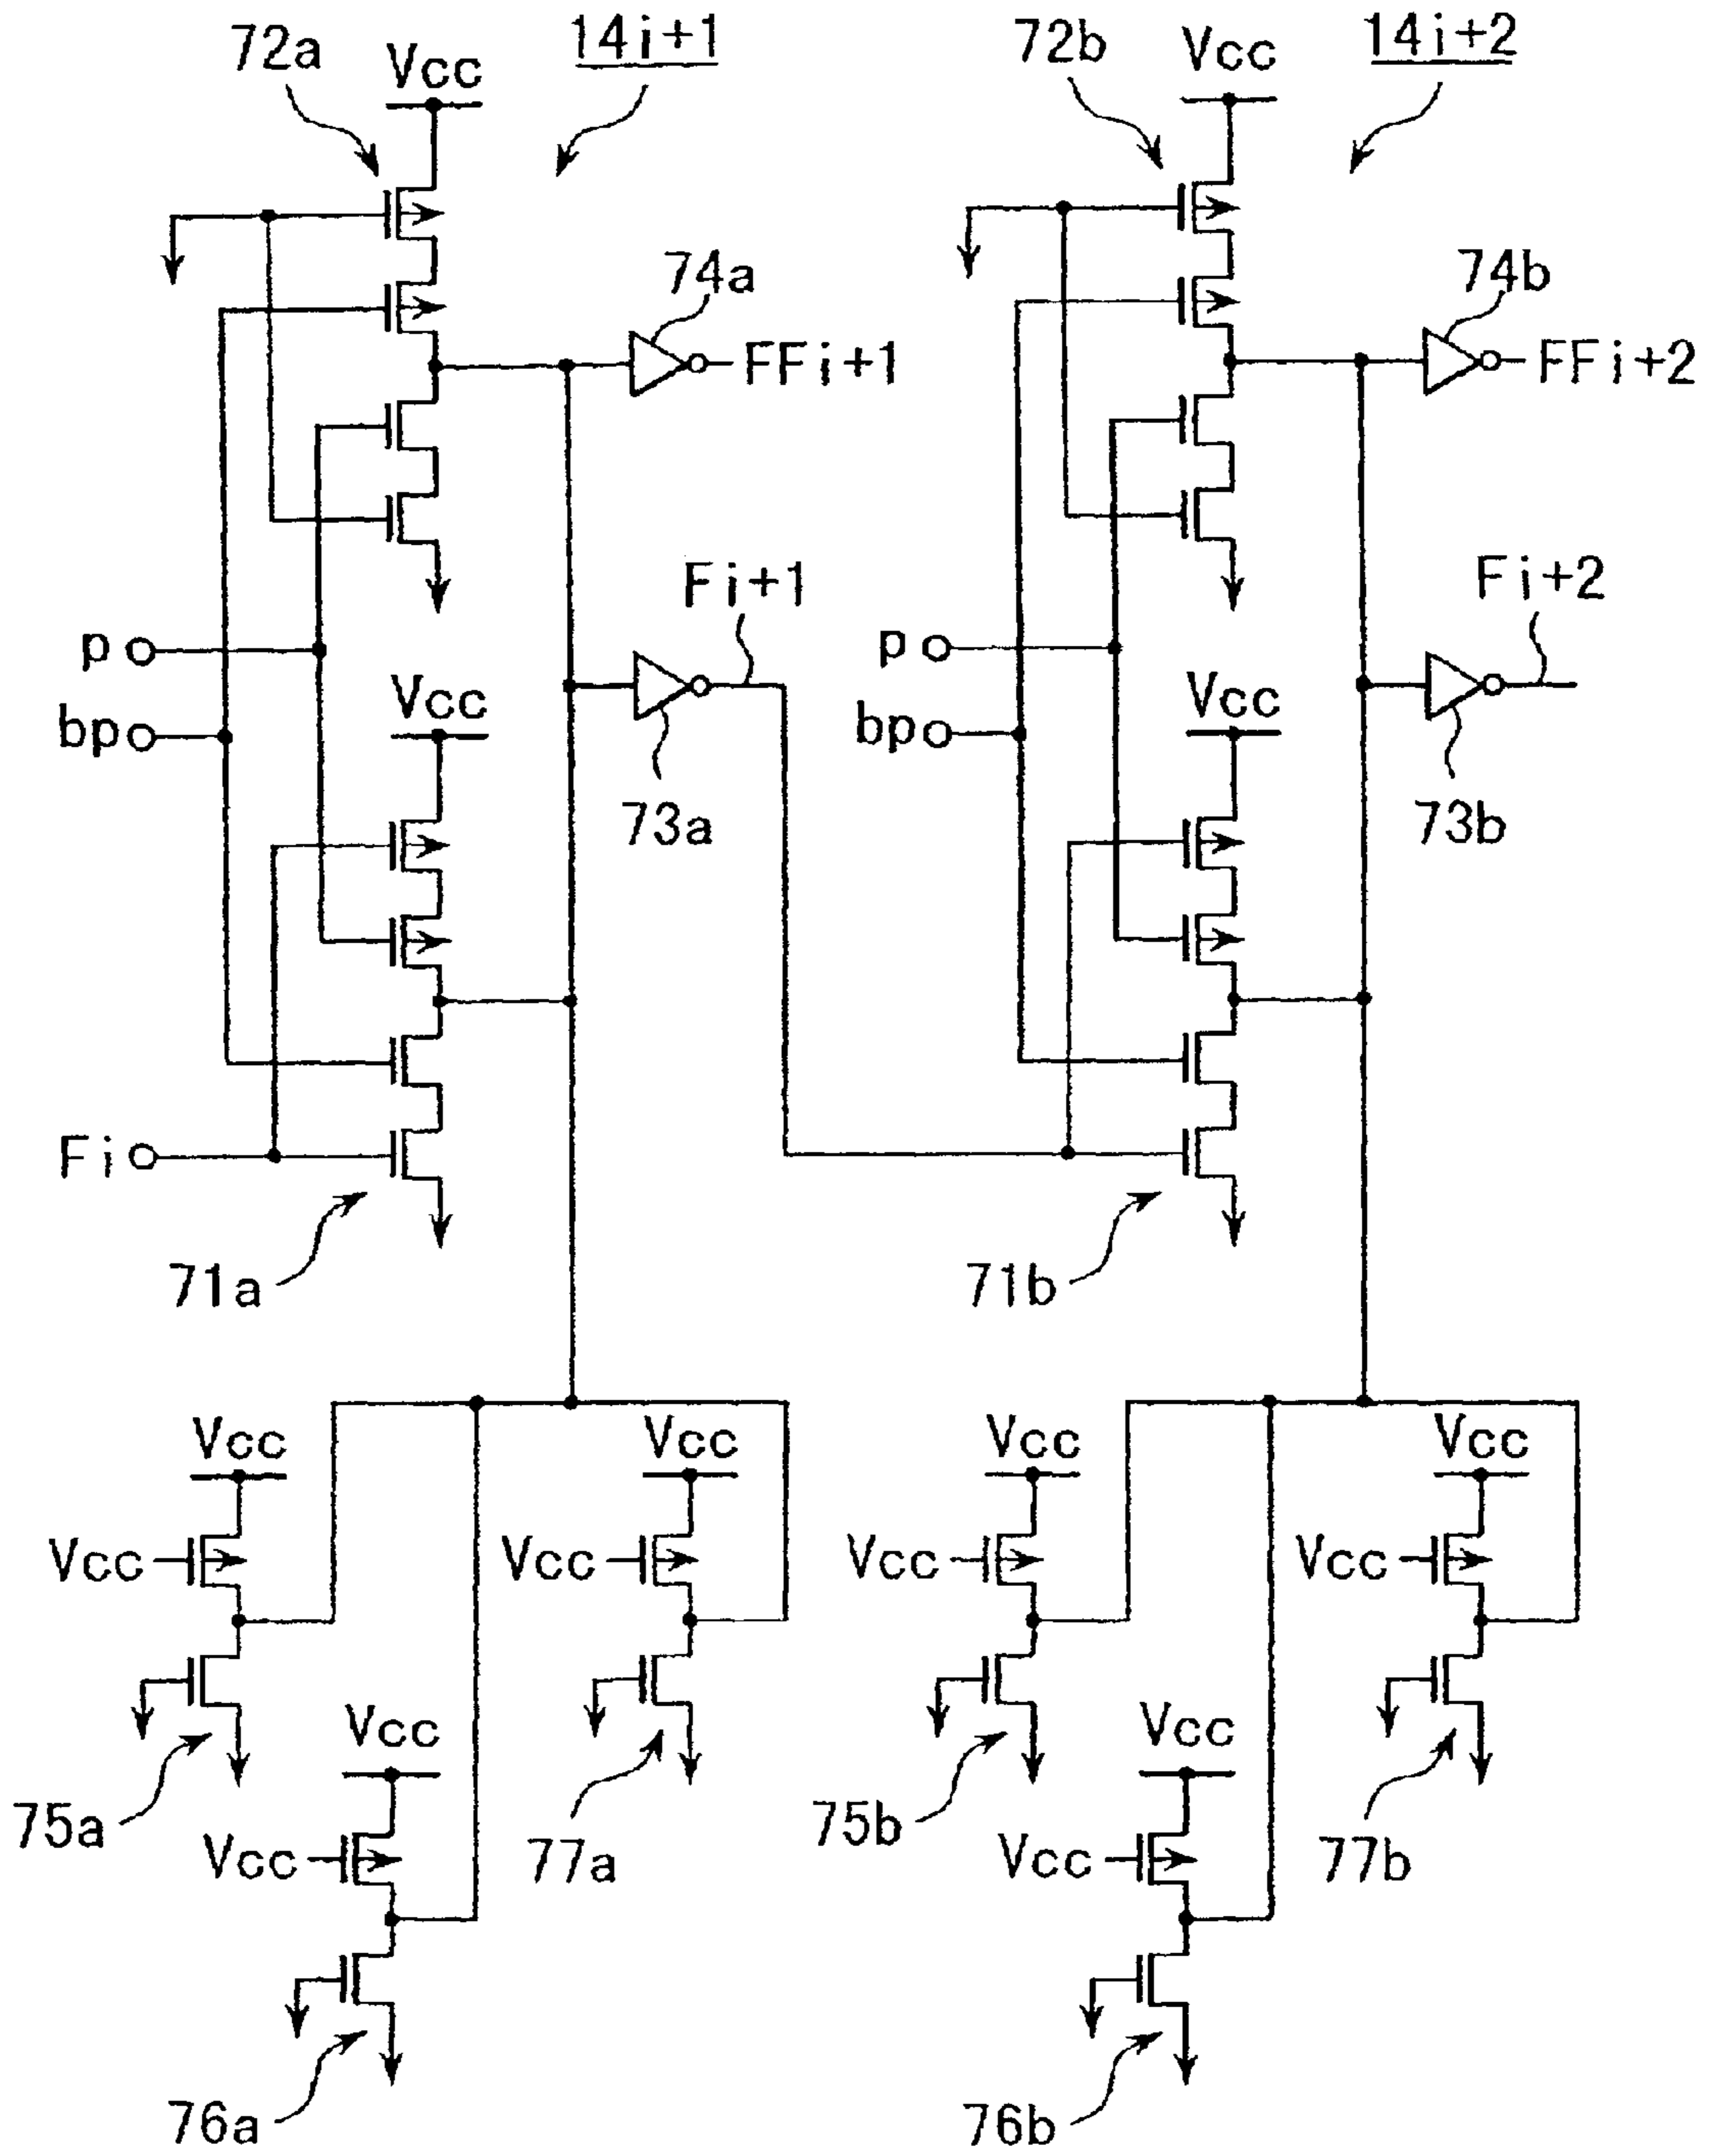 72a
Vcc
14i+1
72b
Vcc
14i+2
74a
FFi+1
74b
FFi+2
Fi+1
Fi+2
p
bp
Vcc
73a
p
bp
Vcc
73b
Fi
71a
71b
Vcc
Vcc
Vcc
Vcc
Vcc
Vcc
Vcc
Vcc
75a
Vcc
Vcc
76a
77a
75b
Vcc
Vcc
76b
77b